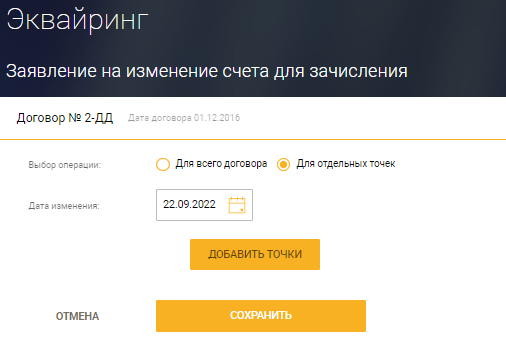 Эквайринг
Заявление на изменение счета для зачисления
Договор № 2-ДД Дата договора 01.12.2016
Выбор операции: Для всего договора Для отдельных точек
Дата изменения: 22.09.2022
ДОБАВИТЬ ТОЧКИ
ОТМЕНА СОХРАНИТЬ